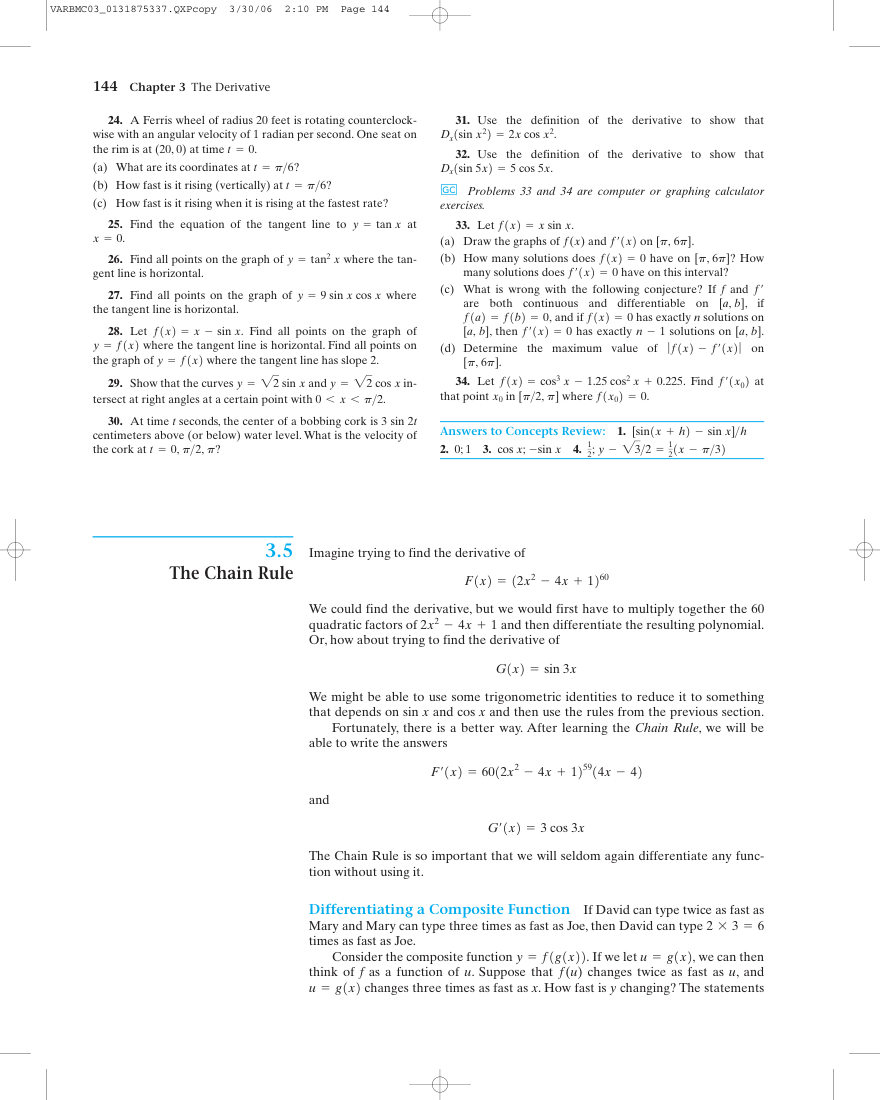 VARBMC03_0131875337.QXPcopy 3/30/06 2:10 PM Page 144
144 Chapter 3 The Derivative
24. A Ferris wheel of radius 20 feet is rotating counterclock-
wise with an angular velocity of 1 radian per second. One seat on
the rim is at (20, 0) at time t = 0.
(a) What are its coordinates at t = π/6?
(b) How fast is it rising (vertically) at t = π/6?
(c) How fast is it rising when it is rising at the fastest rate?
25. Find the equation of the tangent line to y = tan x at
x = 0.
26. Find all points on the graph of y = tan² x where the tan-
gent line is horizontal.
27. Find all points on the graph of y = 9 sin x cos x where
the tangent line is horizontal.
28. Let f(x) = x − sin x. Find all points on the graph of
y = f(x) where the tangent line is horizontal. Find all points on
the graph of y = f(x) where the tangent line has slope 2.
29. Show that the curves y = √2 sin x and y = √2 cos x in-
tersect at right angles at a certain point with 0 < x < π/2.
30. At time t seconds, the center of a bobbing cork is 3 sin 2t
centimeters above (or below) water level. What is the velocity of
the cork at t = 0, π/2, π?
31. Use the definition of the derivative to show that
Dₓ(sin x²) = 2x cos x².
32. Use the definition of the derivative to show that
Dₓ(sin 5x) = 5 cos 5x.
GC Problems 33 and 34 are computer or graphing calculator
exercises.
33. Let f(x) = x sin x.
(a) Draw the graphs of f(x) and f′(x) on [π, 6π].
(b) How many solutions does f(x) = 0 have on [π, 6π]? How
many solutions does f′(x) = 0 have on this interval?
(c) What is wrong with the following conjecture? If f and f′
are both continuous and differentiable on [a, b], if
f(a) = f(b) = 0, and if f(x) = 0 has exactly n solutions on
[a, b], then f′(x) = 0 has exactly n − 1 solutions on [a, b].
(d) Determine the maximum value of |f(x) − f′(x)| on
[π, 6π].
34. Let f(x) = cos³ x − 1.25 cos² x + 0.225. Find f′(x₀) at
that point x₀ in [π/2, π] where f(x₀) = 0.
Answers to Concepts Review: 1. [sin(x + h) − sin x]/h
2. 0; 1 3. cos x; −sin x 4. ½; y − √3/2 = ½(x − π/3)
3.5
The Chain Rule
Imagine trying to find the derivative of
F(x) = (2x² − 4x + 1)⁶⁰
We could find the derivative, but we would first have to multiply together the 60
quadratic factors of 2x² − 4x + 1 and then differentiate the resulting polynomial.
Or, how about trying to find the derivative of
G(x) = sin 3x
We might be able to use some trigonometric identities to reduce it to something
that depends on sin x and cos x and then use the rules from the previous section.
Fortunately, there is a better way. After learning the Chain Rule, we will be
able to write the answers
F′(x) = 60(2x² − 4x + 1)⁵⁹(4x − 4)
and
G′(x) = 3 cos 3x
The Chain Rule is so important that we will seldom again differentiate any func-
tion without using it.
Differentiating a Composite Function If David can type twice as fast as
Mary and Mary can type three times as fast as Joe, then David can type 2 × 3 = 6
times as fast as Joe.
Consider the composite function y = f(g(x)). If we let u = g(x), we can then
think of f as a function of u. Suppose that f(u) changes twice as fast as u, and
u = g(x) changes three times as fast as x. How fast is y changing? The statements